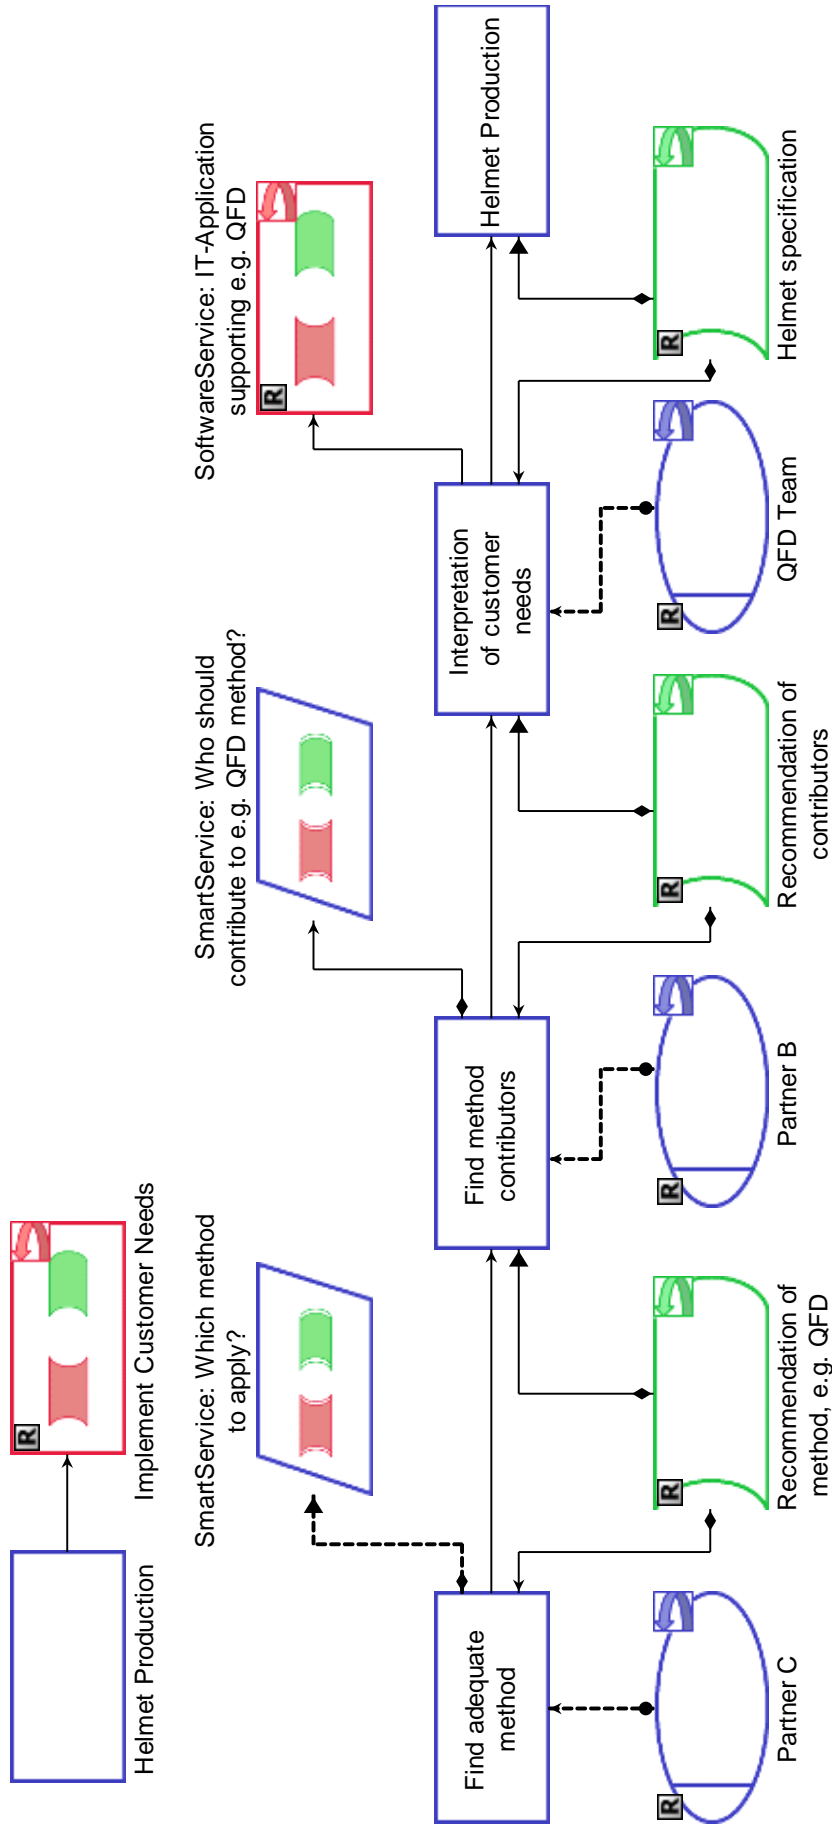 Helmet Production
R
Implement Customer Needs
SmartService: Which method
to apply?
SmartService: Who should
contribute to e.g. QFD method?
SoftwareService: IT-Application
supporting e.g. QFD
R
Find adequate
method
Find method
contributors
Interpretation
of customer
needs
Helmet Production
R
Partner C
R
Recommendation of
method, e.g. QFD
R
Partner B
R
Recommendation of
contributors
R
QFD Team
R
Helmet specification